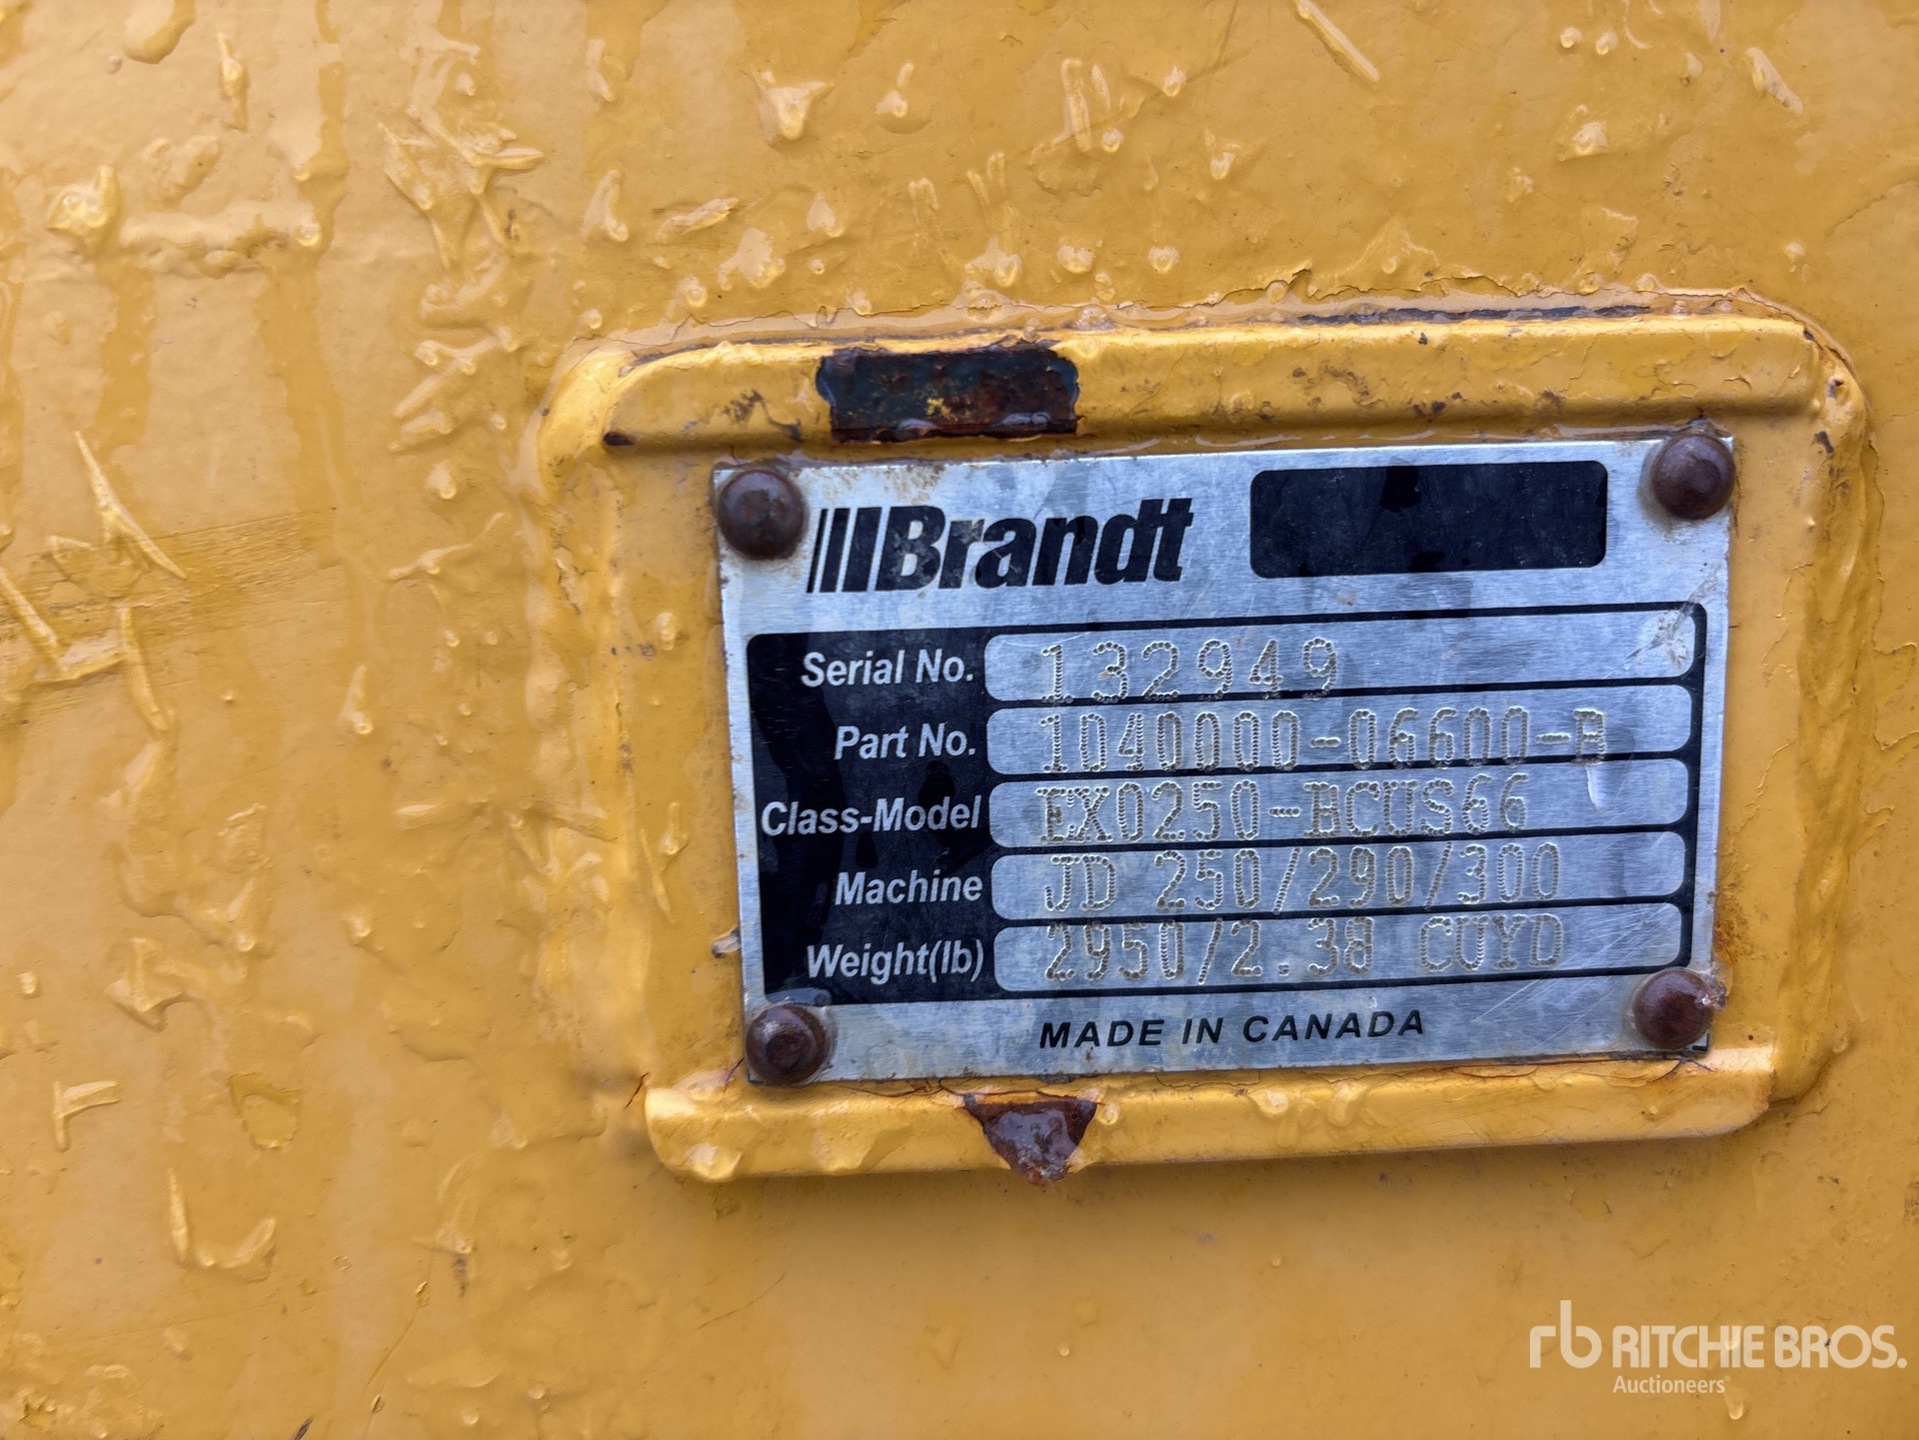 Brandt
Serial No. 132949
Part No. 1040000-06600-B
Class-Model EX0250-BCUS66
Machine JD 250/290/300
Weight(lb) 2950/2.38 CUYD
MADE IN CANADA
rb RITCHIE BROS.
Auctioneers